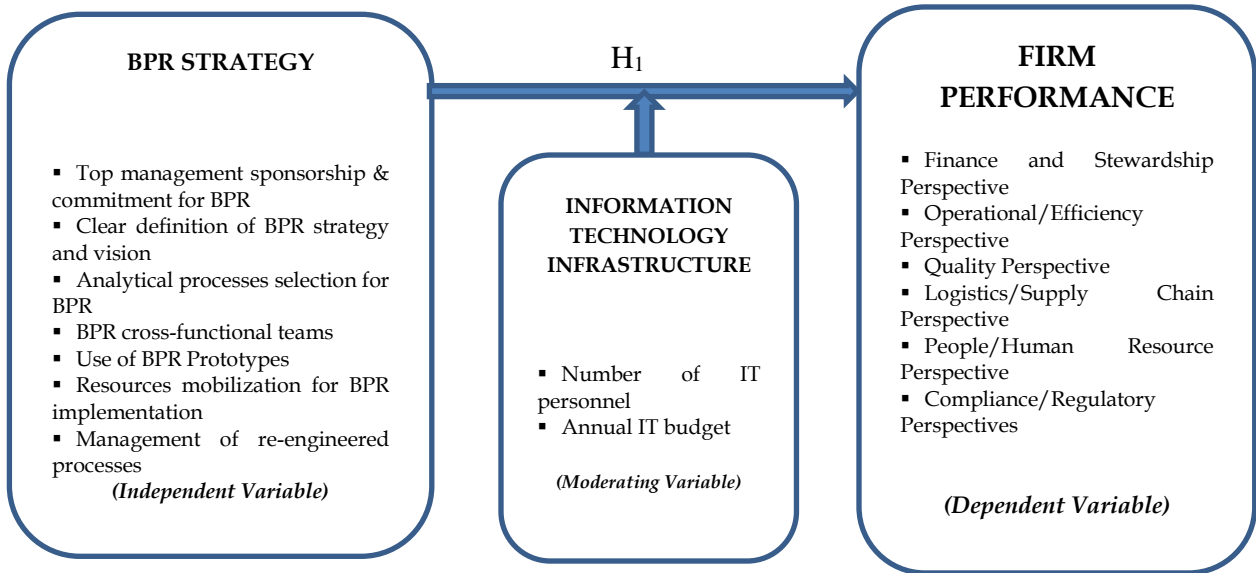 BPR STRATEGY
▪ Top management sponsorship &
commitment for BPR
▪ Clear definition of BPR strategy
and vision
▪ Analytical processes selection for
BPR
▪ BPR cross-functional teams
▪ Use of BPR Prototypes
▪ Resources mobilization for BPR
implementation
▪ Management of re-engineered
processes
(Independent Variable)
H₁
INFORMATION
TECHNOLOGY
INFRASTRUCTURE
▪ Number of IT
personnel
▪ Annual IT budget
(Moderating Variable)
FIRM
PERFORMANCE
▪ Finance and Stewardship
Perspective
▪ Operational/Efficiency
Perspective
▪ Quality Perspective
▪ Logistics/Supply Chain
Perspective
▪ People/Human Resource
Perspective
▪ Compliance/Regulatory
Perspectives
(Dependent Variable)